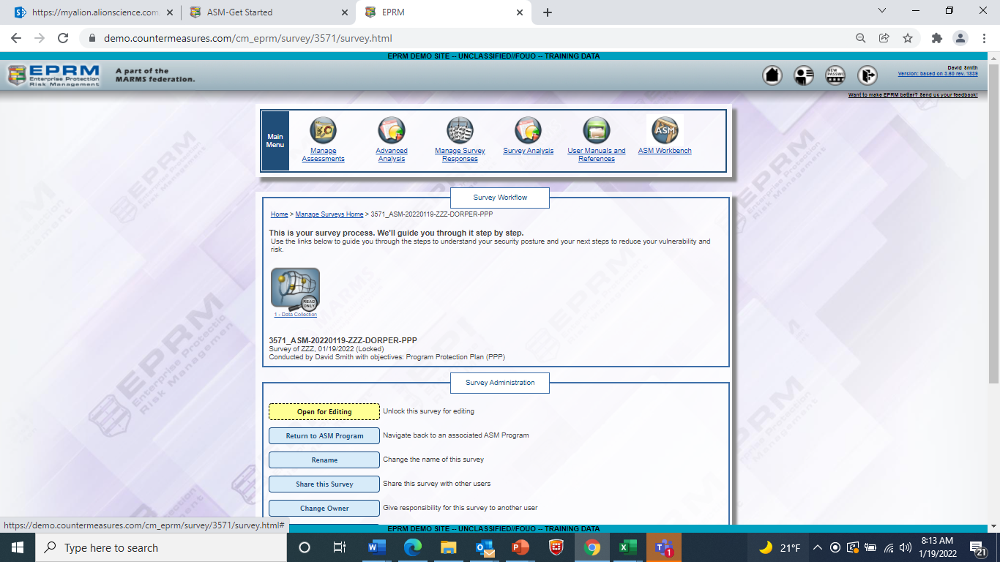 https://myalion.alionscience.com
ASM-Get Started
EPRM
demo.countermeasures.com/cm_eprm/survey/3571/survey.html
EPRM DEMO SITE -- UNCLASSIFIED//FOUO -- TRAINING DATA
EPRM
Enterprise Protection
Risk Management
A part of the
MARMS federation.
NEW
David Smith
Version: based on 3.60 rev. 1839
Want to make EPRM better? Send us your feedback!
Main
Menu
Manage
Assessments
Advanced
Analysis
Manage Survey
Responses
Survey Analysis
User Manuals and
References
ASM
ASM Workbench
Survey Workflow
Home > Manage Surveys Home > 3571_ASM-20220119-ZZZ-DORPER-PPP
This is your survey process. We'll guide you through it step by step.
Use the links below to guide you through the steps to understand your security posture and your next steps to reduce your vulnerability and
risk.
READ
ONLY
1 - Data Collection
3571_ASM-20220119-ZZZ-DORPER-PPP
Survey of ZZZ, 01/19/2022 (Locked)
Conducted by David Smith with objectives: Program Protection Plan (PPP)
Survey Administration
Open for Editing
Unlock this survey for editing
Return to ASM Program
Navigate back to an associated ASM Program
Rename
Change the name of this survey
Share this Survey
Share this survey with other users
Change Owner
Give responsibility for this survey to another user
https://demo.countermeasures.com/cm_eprm/survey/3571/survey.html#
EPRM DEMO SITE -- UNCLASSIFIED//FOUO -- TRAINING DATA
Type here to search
21°F
8:13 AM
1/19/2022
21